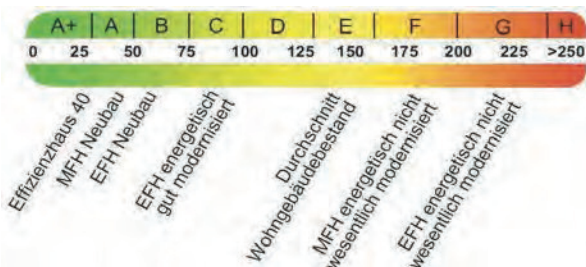 A+ A B C D E F G H
0 25 50 75 100 125 150 175 200 225 >250
Effizienzhaus 40
MFH Neubau
EFH Neubau
EFH energetisch
gut modernisiert
Durchschnitt
Wohngebäudebestand
MFH energetisch nicht
wesentlich modernisiert
EFH energetisch nicht
wesentlich modernisiert